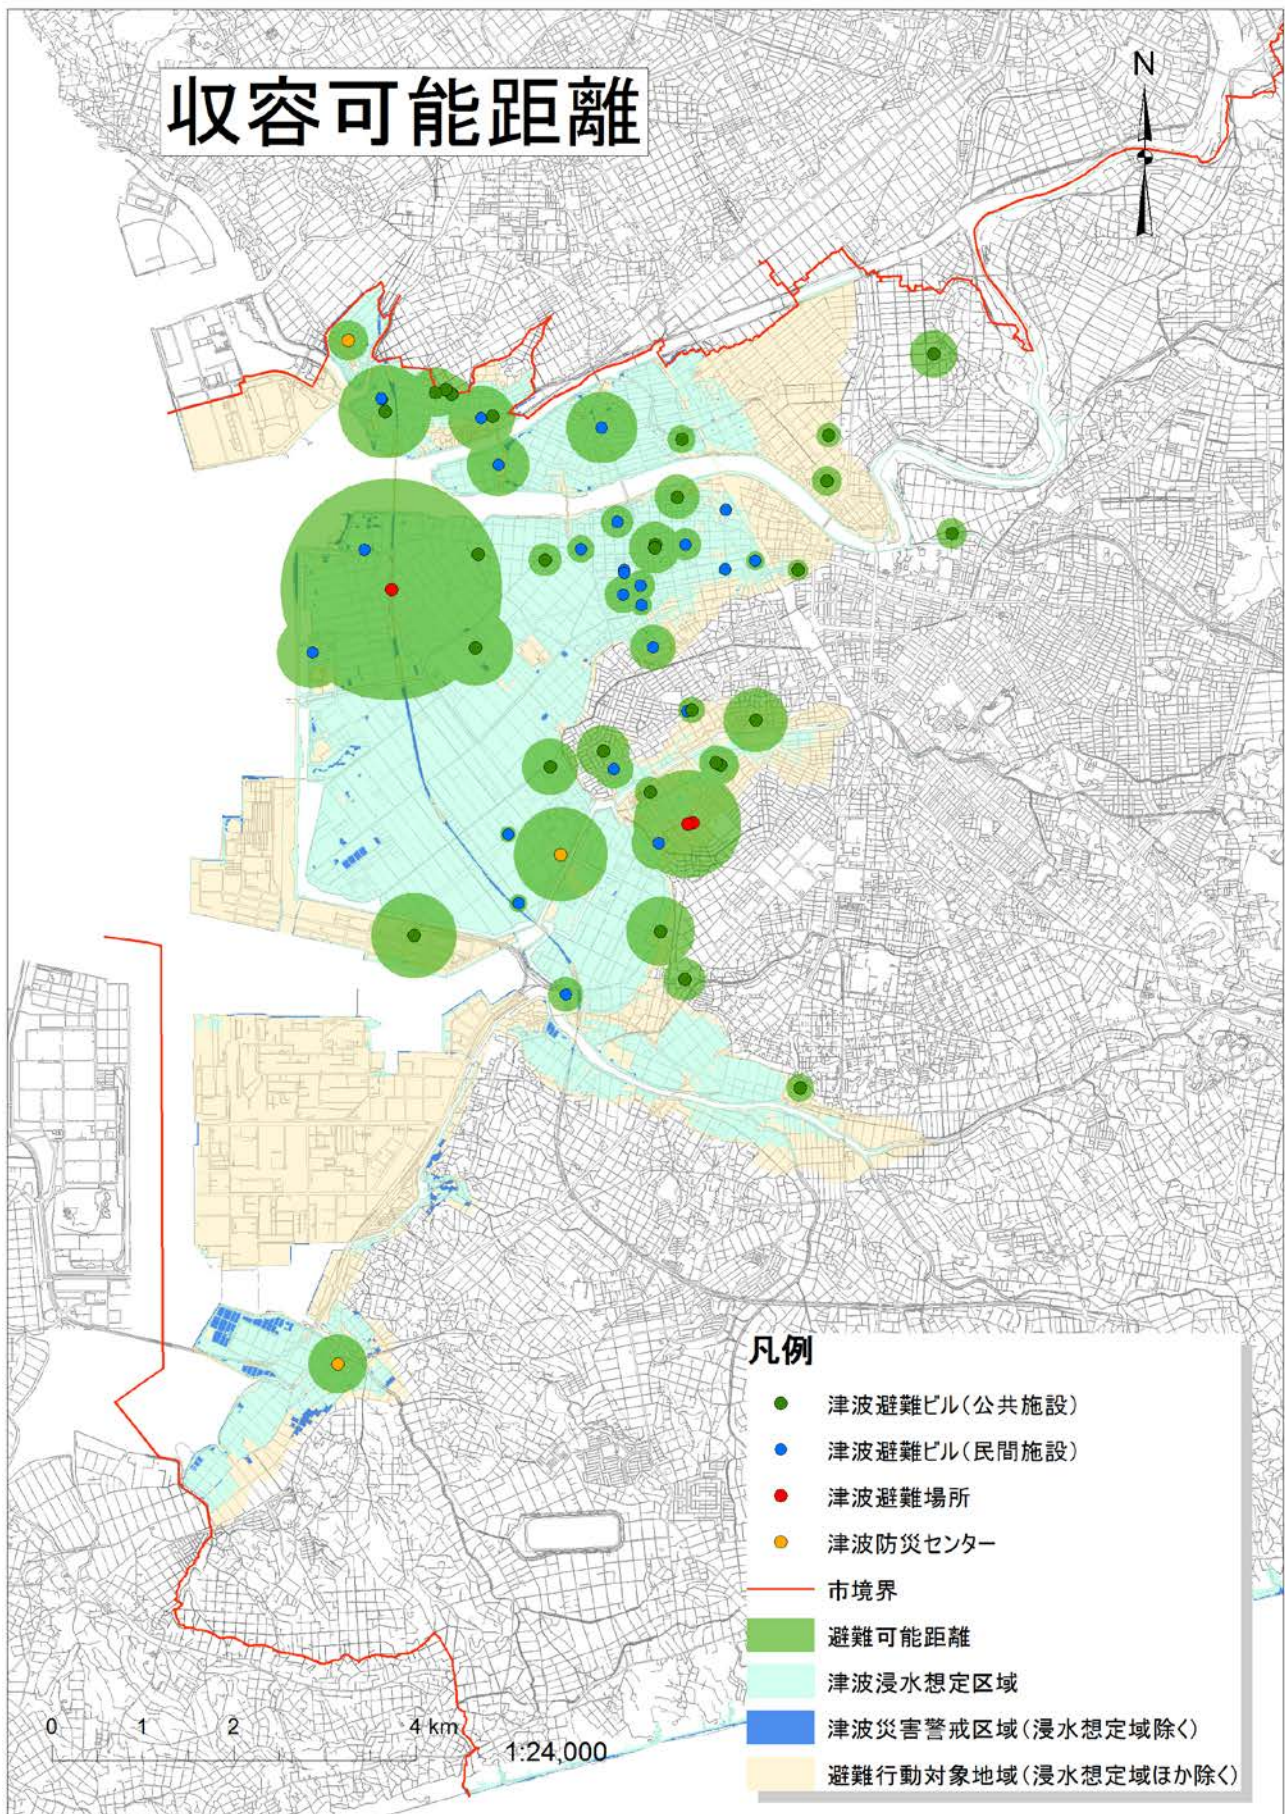 収容可能距離
N
凡例
津波避難ビル(公共施設)
津波避難ビル(民間施設)
津波避難場所
津波防災センター
市境界
避難可能距離
津波浸水想定区域
津波災害警戒区域(浸水想定域除く)
避難行動対象地域(浸水想定域ほか除く)
0 1 2 4 km
1:24,000